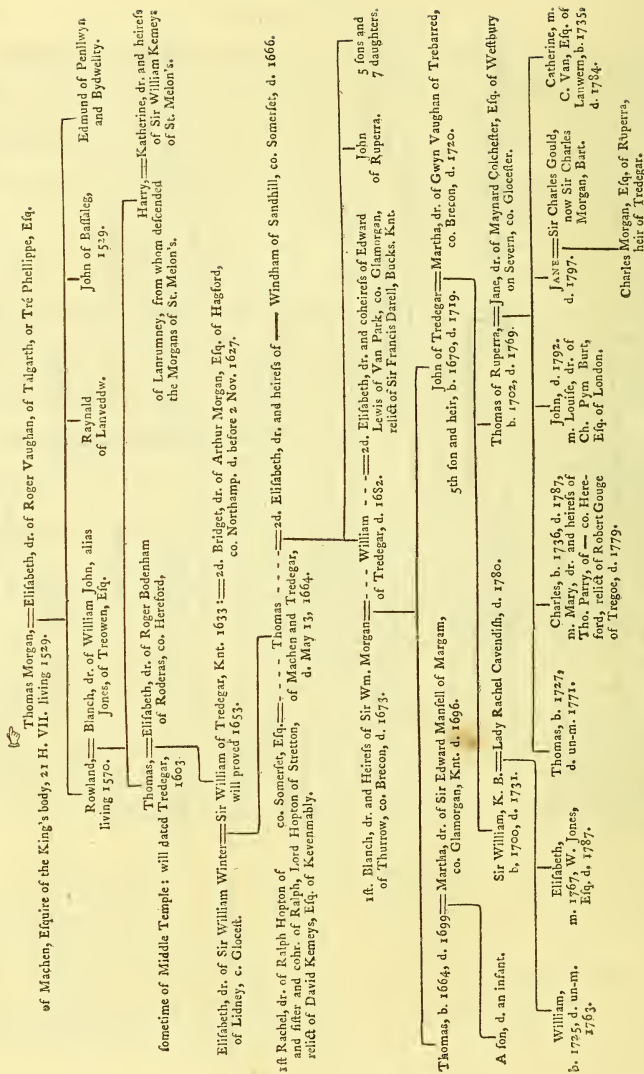 ☞ Thomas Morgan,══Elifabeth, dr. of Roger Vaughan, of Talgarth, or Tré Phellippe, Efq.
of Machen, Efquire of the King's body, 21 H. VII. living 1529.
Rowland,══Blanch, dr. of William John, alias
living 1570.
Jones, of Treowen, Efq.
Raynald
of Lanveddw.
John of Baffaleg,
1529.
Edmund of Penllwyn
and Bydwellty.
Thomas,══Elifabeth, dr. of Roger Bodenham
fometime of Middle Temple: will dated Tredegar,
1603.
of Roderas, co. Hereford,
Harry,══Katherine, dr. and heirefs
of Lanrumney, from whom defcended
the Morgans of St. Melon's.
of Sir William Kemeys
of St. Melon's.
Elifabeth, dr. of Sir William Winter══Sir William of Tredegar, Knt. 1633:══2d. Bridget, dr. of Arthur Morgan, Efq. of Hagford,
of Lidney, c. Gloceft.
will proved 1653.
co. Northamp. d. before 2 Nov. 1627.
1ft Rachel, dr. of Ralph Hopton of
co. Somerfet, Efq.══- - - - Thomas - - - -══2d. Elifabeth, dr. and heirefs of —— Windham of Sandhill, co. Somerfet, d. 1666.
and fifter and cohr. of Ralph, Lord Hopton of Stretton,
relict of David Kemeys, Efq. of Kevenmably.
of Machen and Tredegar,
d. May 13, 1664.
1ft. Blanch, dr. and Heirefs of Sir Wm. Morgan══- - - William - - -══2d. Elifabeth, dr. and coheirefs of Edward
of Thurrow, co. Brecon, d. 1673.
of Tredegar, d. 1682.
Lewis of Van Park, co. Glamorgan,
relict of Sir Francis Darell, Bucks. Knt.
John
of Ruperra.
5 fons and
7 daughters.
Thomas, b. 1664, d. 1699══Martha, dr. of Sir Edward Manfell of Margam,
co. Glamorgan, Knt. d. 1696.
John of Tredegar══Martha, dr. of Gwyn Vaughan of Trebarred,
5th fon and heir, b. 1670, d. 1719.
co. Brecon, d. 1720.
A fon, d. an infant.
Sir William, K. B.══Lady Rachel Cavendifh, d. 1780.
b. 1700, d. 1731.
Thomas of Ruperra,══Jane, dr. of Maynard Colchefter, Efq. of Weftbury
b. 1702, d. 1769.
on Severn, co. Glocefter.
William,
b. 1725, d. un-m.
1763.
Elifabeth,
m. 1767, W. Jones,
Efq. d. 1787.
Thomas, b. 1727,
d. un-m. 1771.
Charles, b. 1736, d. 1787,
m. Mary, dr. and heirefs of
Tho. Parry, of — co. Here-
ford, relict of Robert Gouge
of Tregoe, d. 1779.
John, d. 1792.
m. Louife, dr. of
Ch. Pym Burt,
Efq. of London.
JANE══Sir Charles Gould,
d. 1797.
now Sir Charles
Morgan, Bart.
Catherine, m.
C. Van, Efq. of
Lanwern, b. 1735,
d. 1784.
Charles Morgan, Efq. of Ruperra,
heir of Tredegar.